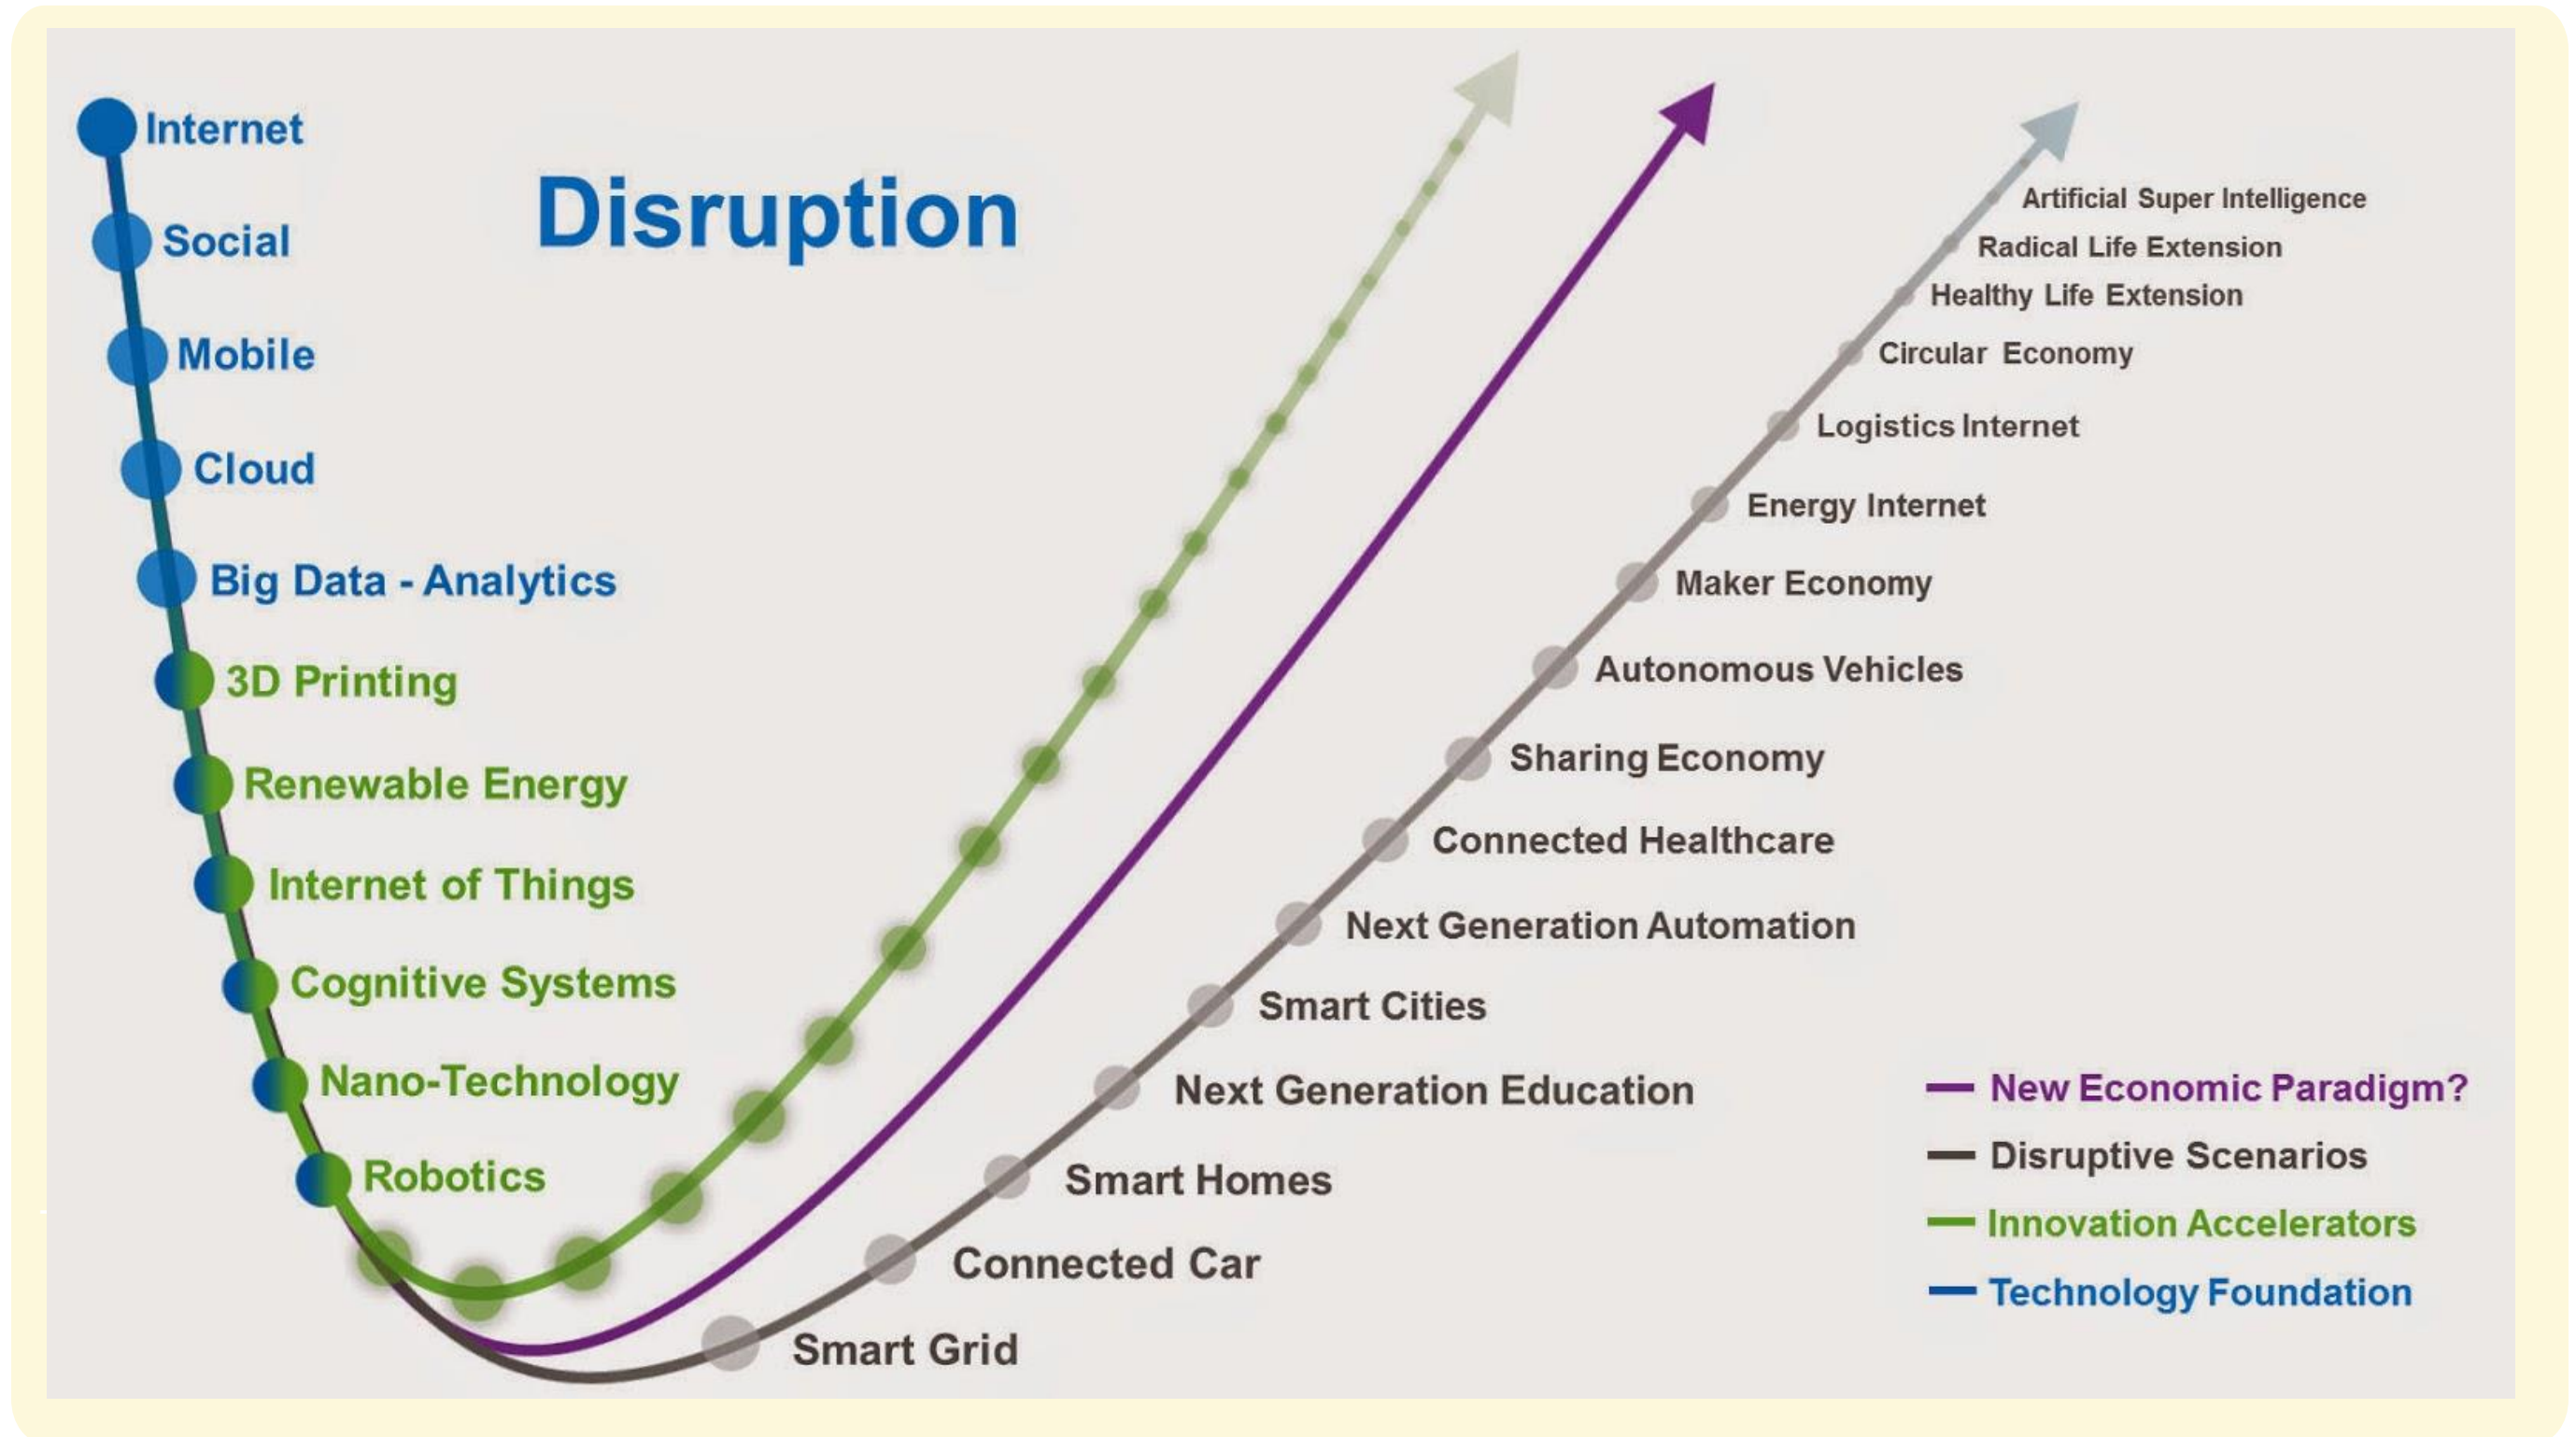 Disruption
Internet
Social
Mobile
Cloud
Big Data - Analytics
3D Printing
Renewable Energy
Internet of Things
Cognitive Systems
Nano-Technology
Robotics
Artificial Super Intelligence
Radical Life Extension
Healthy Life Extension
Circular Economy
Logistics Internet
Energy Internet
Maker Economy
Autonomous Vehicles
Sharing Economy
Connected Healthcare
Next Generation Automation
Smart Cities
Next Generation Education
Smart Homes
Connected Car
Smart Grid
New Economic Paradigm?
Disruptive Scenarios
Innovation Accelerators
Technology Foundation